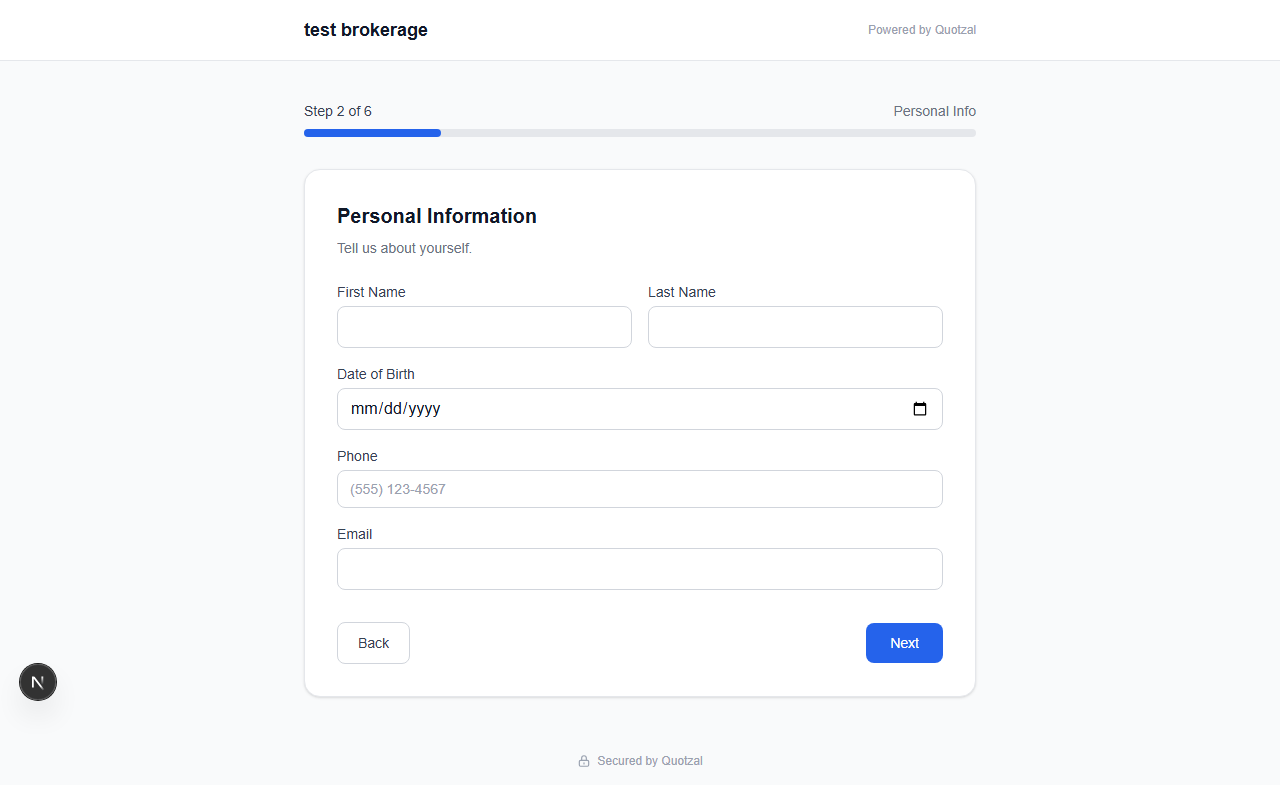 test brokerage
Powered by Quotzal
Step 2 of 6
Personal Info
Personal Information
Tell us about yourself.
First Name
Last Name
Date of Birth
mm/dd/yyyy
Phone
(555) 123-4567
Email
Back
Next
N
Secured by Quotzal